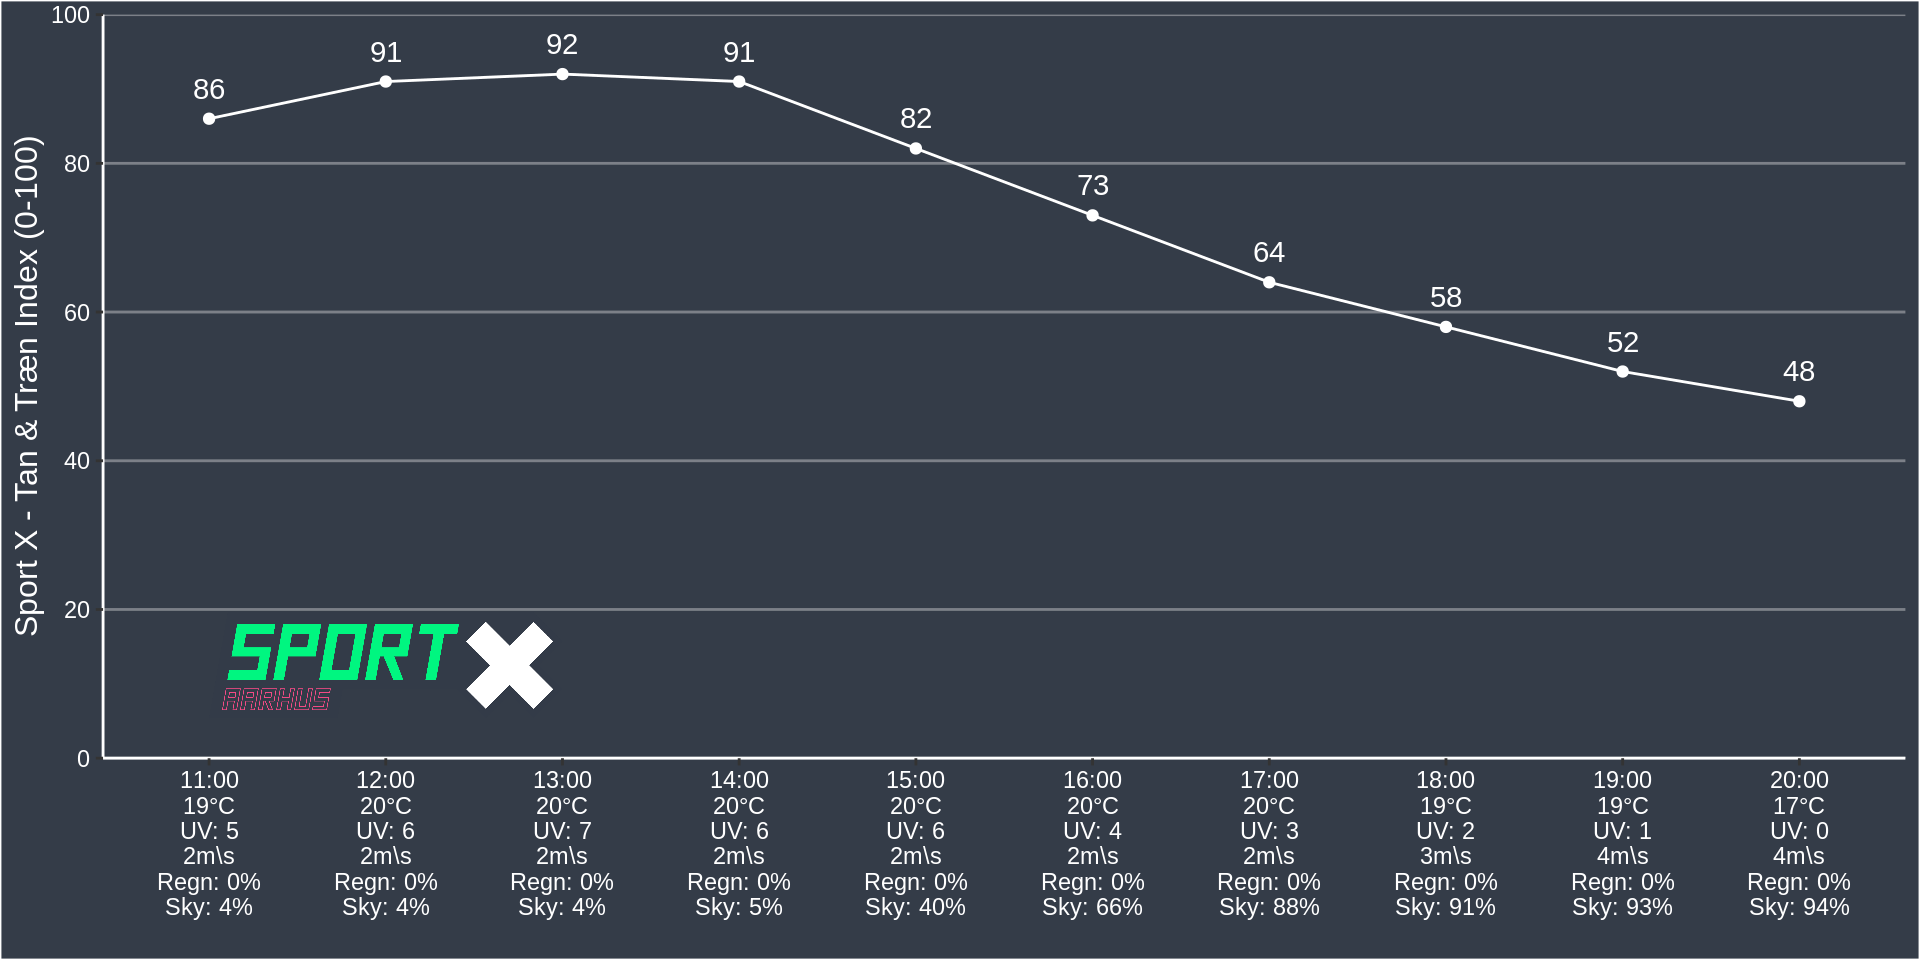 Sport X - Tan & Træn Index (0-100)
100
80
60
40
20
0
86
91
92
91
82
73
64
58
52
48
SPORT X
AARHUS
11:00
19°C
UV: 5
2m\s
Regn: 0%
Sky: 4%
12:00
20°C
UV: 6
2m\s
Regn: 0%
Sky: 4%
13:00
20°C
UV: 7
2m\s
Regn: 0%
Sky: 4%
14:00
20°C
UV: 6
2m\s
Regn: 0%
Sky: 5%
15:00
20°C
UV: 6
2m\s
Regn: 0%
Sky: 40%
16:00
20°C
UV: 4
2m\s
Regn: 0%
Sky: 66%
17:00
20°C
UV: 3
2m\s
Regn: 0%
Sky: 88%
18:00
19°C
UV: 2
3m\s
Regn: 0%
Sky: 91%
19:00
19°C
UV: 1
4m\s
Regn: 0%
Sky: 93%
20:00
17°C
UV: 0
4m\s
Regn: 0%
Sky: 94%